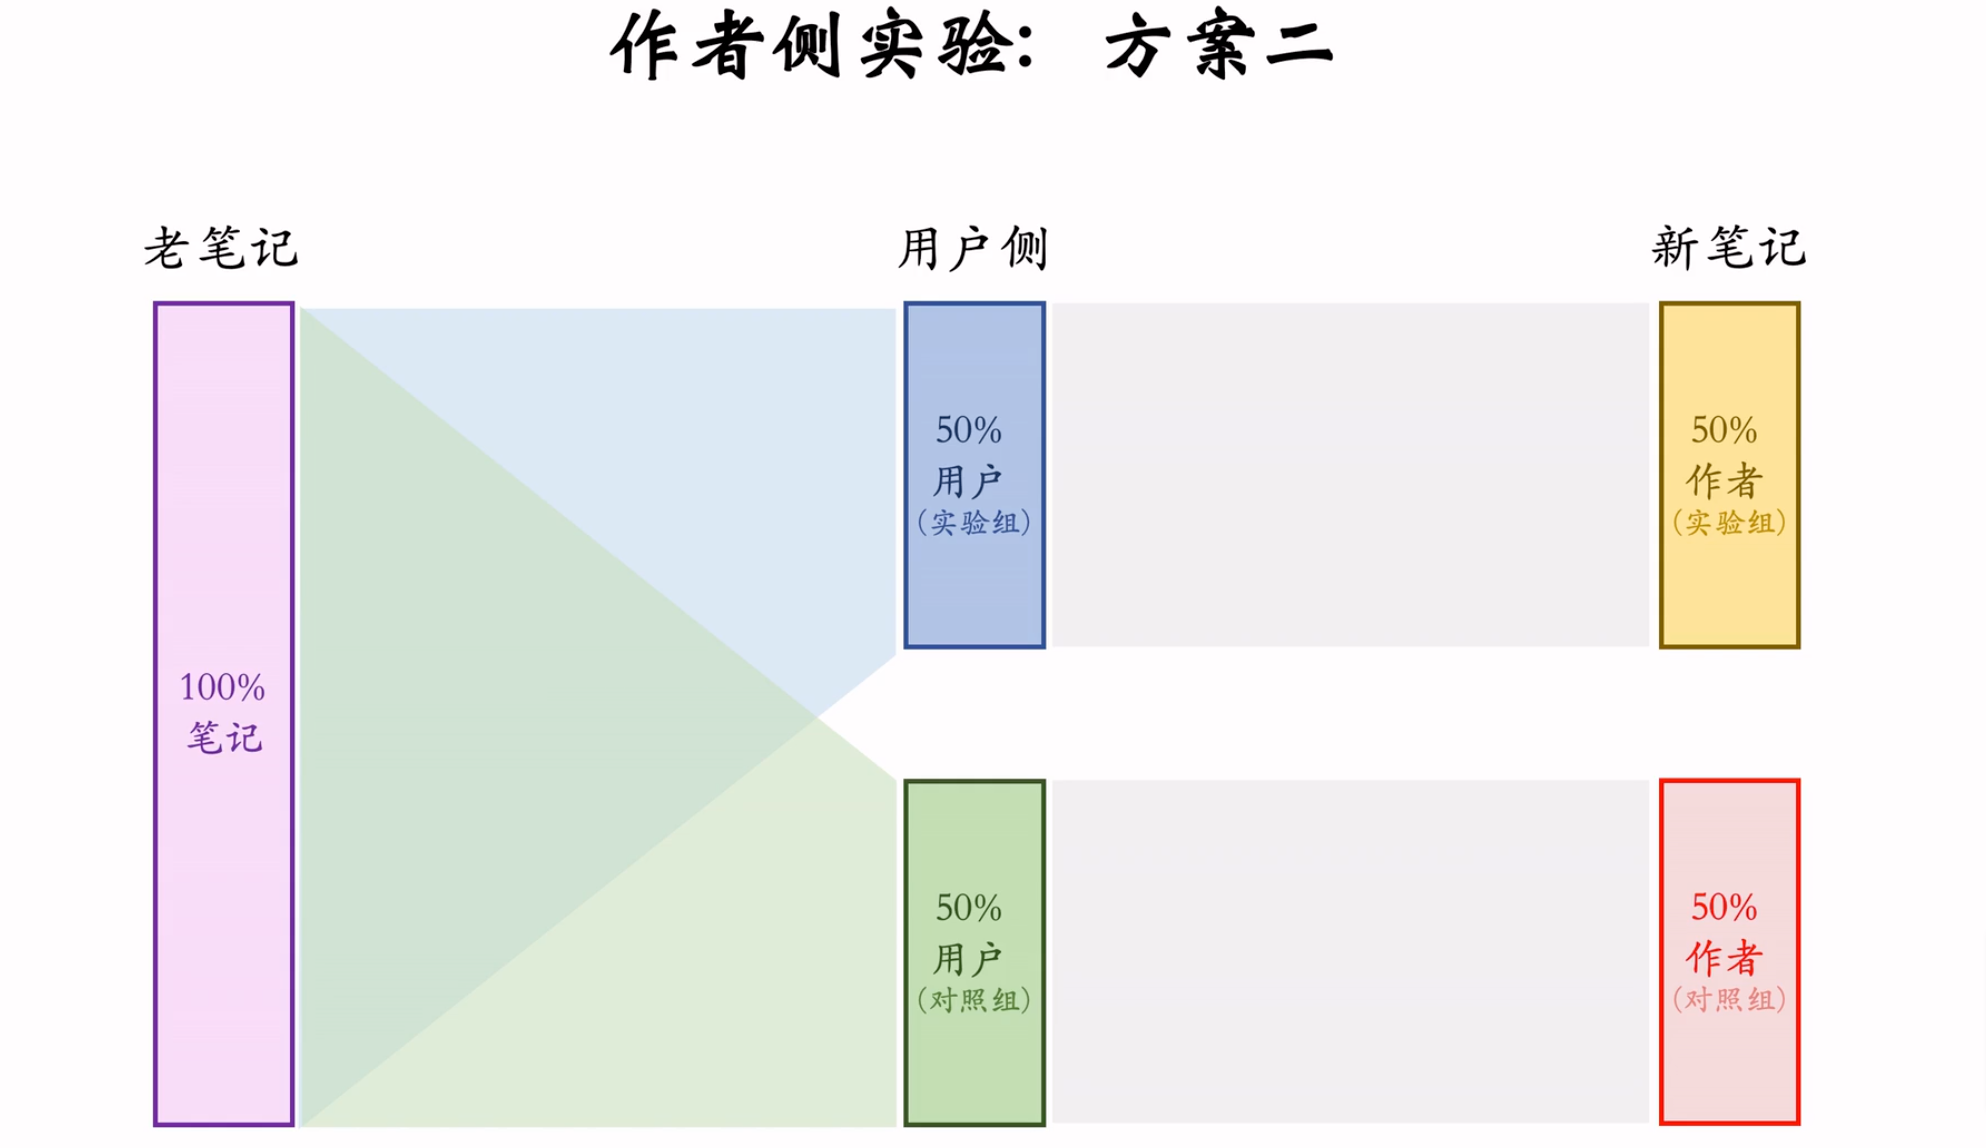 作者侧实验：方案二
老笔记
用户侧
新笔记
100%
笔记
50%
用户
(实验组)
50%
用户
(对照组)
50%
作者
(实验组)
50%
作者
(对照组)